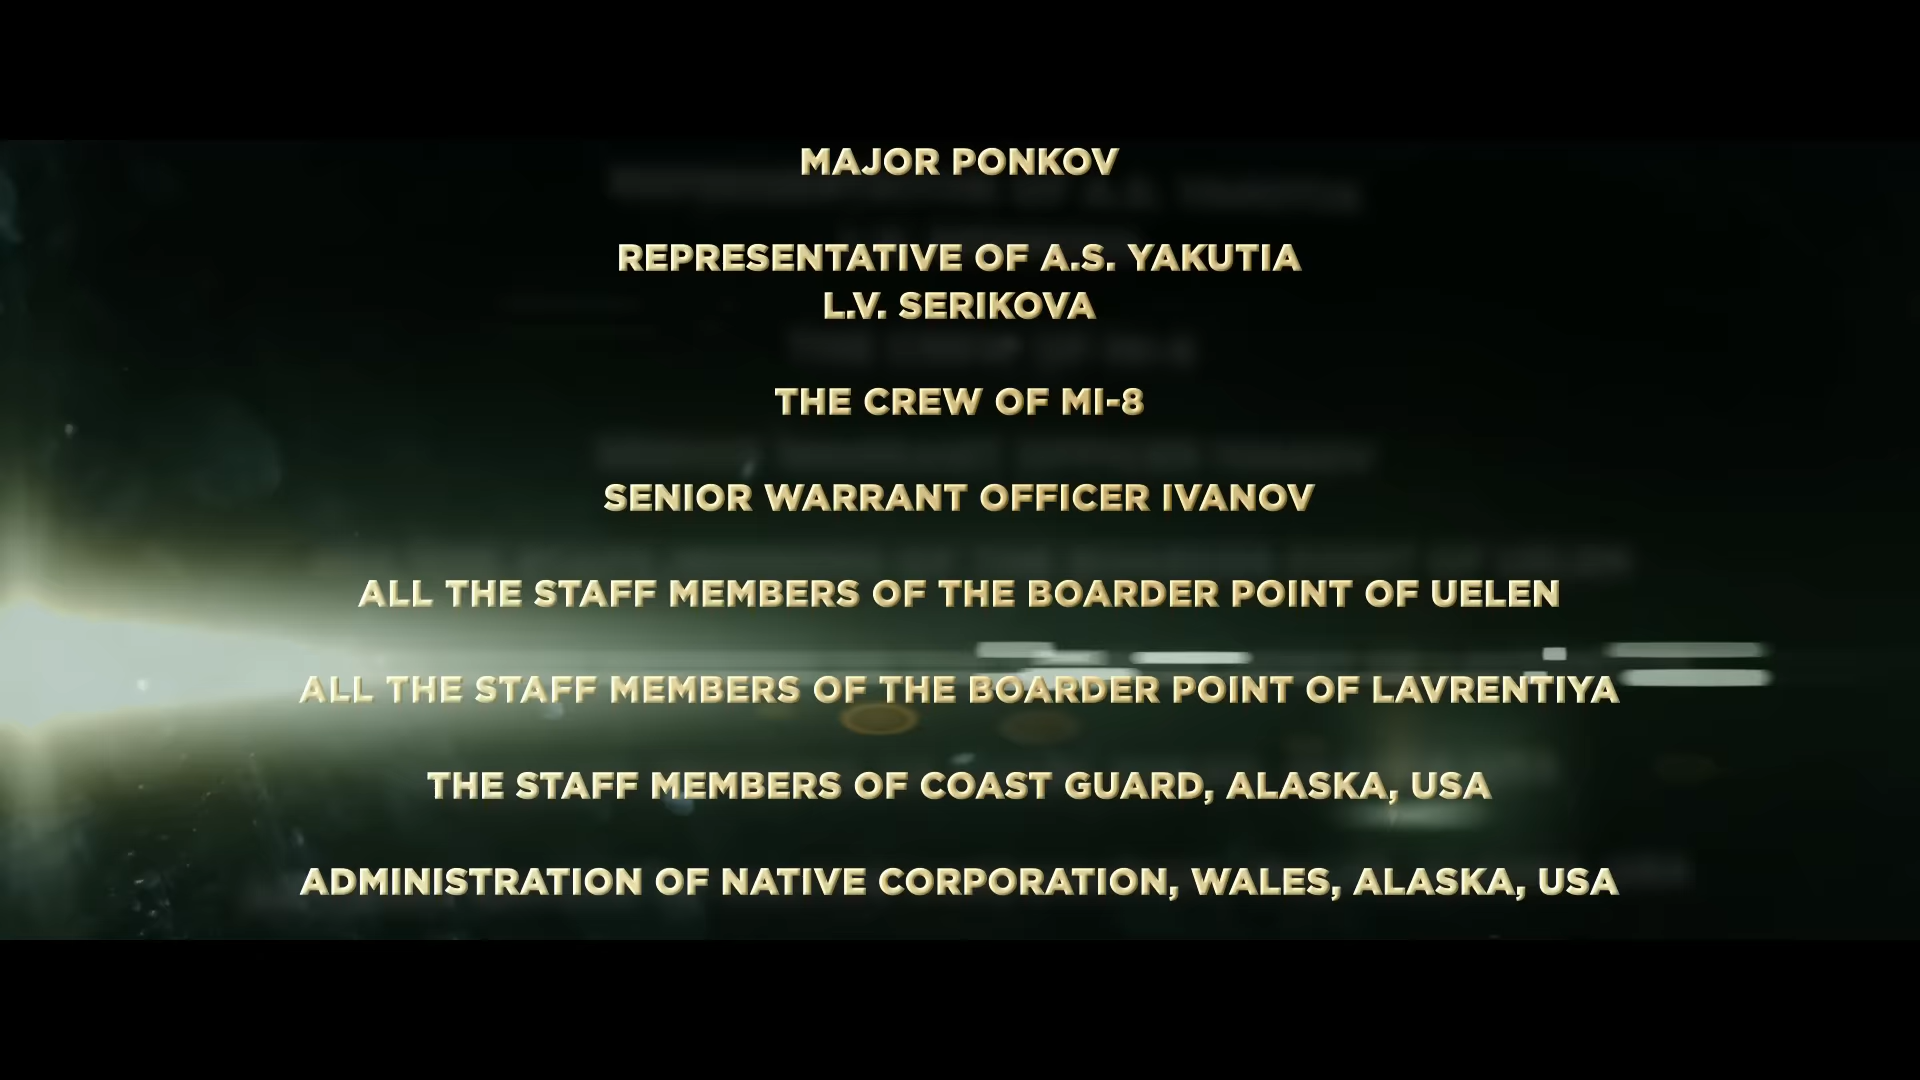 MAJOR PONKOV
REPRESENTATIVE OF A.S. YAKUTIA
L.V. SERIKOVA
THE CREW OF MI-8
SENIOR WARRANT OFFICER IVANOV
ALL THE STAFF MEMBERS OF THE BOARDER POINT OF UELEN
ALL THE STAFF MEMBERS OF THE BOARDER POINT OF LAVRENTIYA
THE STAFF MEMBERS OF COAST GUARD, ALASKA, USA
ADMINISTRATION OF NATIVE CORPORATION, WALES, ALASKA, USA